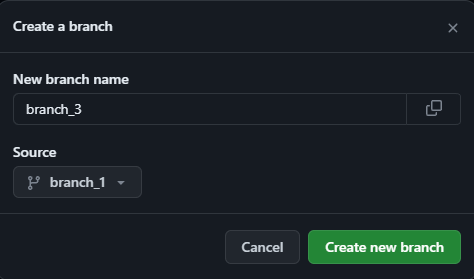 Create a branch
New branch name
branch_3
Source
branch_1
Cancel
Create new branch